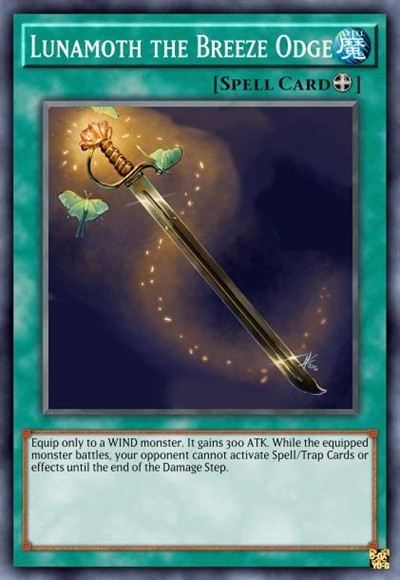 LUNAMOTH THE BREEZE ODGE
SPELL
魔
[SPELL CARD]
Equip only to a WIND monster. It gains 300 ATK. While the equipped
monster battles, your opponent cannot activate Spell/Trap Cards or
effects until the end of the Damage Step.